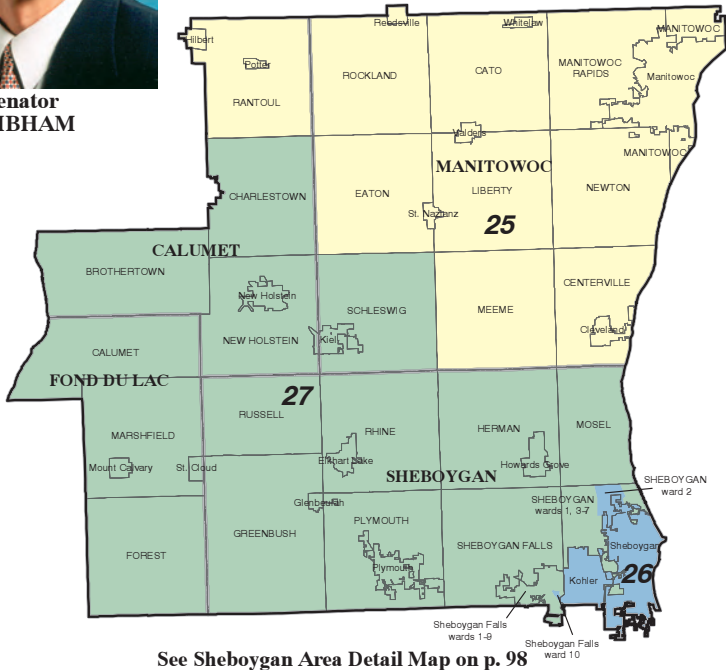 enator
IBHAM
Hilbert
Potter
RANTOUL
Reedsville
ROCKLAND
Whitelaw
CATO
MANITOWOC
MANITOWOC
RAPIDS
Manitowoc
Valders
MANITOWOC
MANITOWOC
CHARLESTOWN
EATON
LIBERTY
NEWTON
St. Nazianz
25
CALUMET
BROTHERTOWN
New Holstein
NEW HOLSTEIN
SCHLESWIG
Kiel
MEEME
CENTERVILLE
Cleveland
CALUMET
FOND DU LAC
27
RUSSELL
MARSHFIELD
Mount Calvary
St. Cloud
RHINE
Elkhart Lake
HERMAN
Howards Grove
MOSEL
SHEBOYGAN
SHEBOYGAN
ward 2
SHEBOYGAN
wards 1, 3-7
Glenbeulah
GREENBUSH
FOREST
PLYMOUTH
Plymouth
SHEBOYGAN FALLS
Sheboygan
Kohler
26
Sheboygan Falls
wards 1-9
Sheboygan Falls
ward 10
See Sheboygan Area Detail Map on p. 98